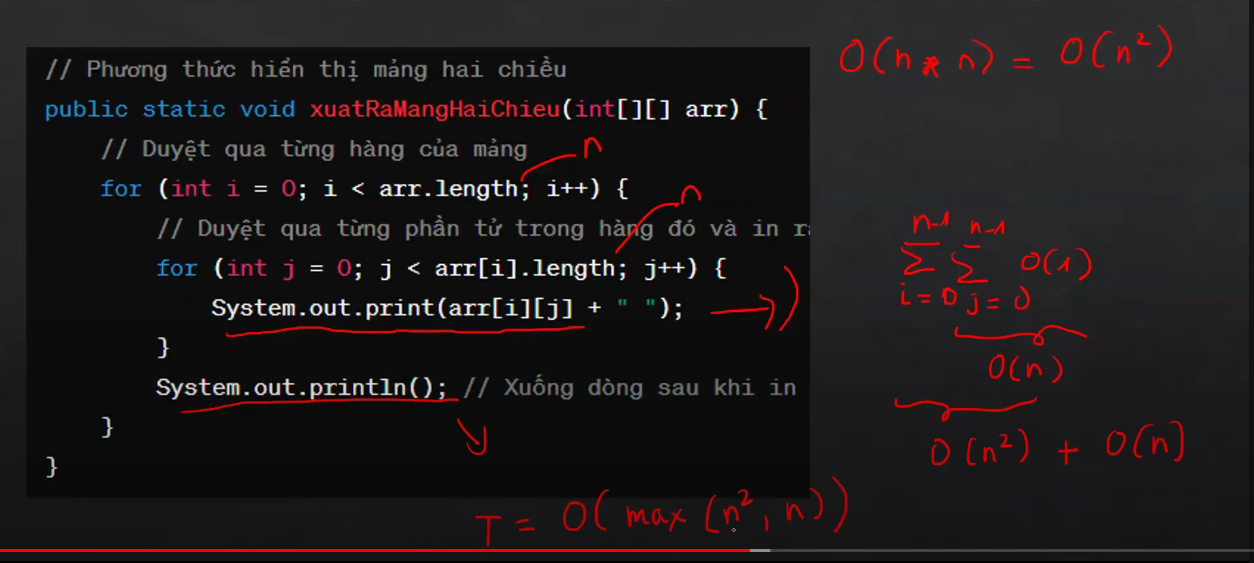 // Phương thức hiển thị mảng hai chiều
public static void xuatRaMangHaiChieu(int[][] arr) {
// Duyệt qua từng hàng của mảng
n
for (int i = 0; i < arr.length; i++) {
n
// Duyệt qua từng phần tử trong hàng đó và in r
for (int j = 0; j < arr[i].length; j++) {
System.out.print(arr[i][j] + " ");
}
System.out.println(); // Xuống dòng sau khi in
}
}
O(n * n) = O(n²)
n-1 n-1
∑ ∑ O(1)
i=0 j=0
O(n)
O(n²) + O(n)
T = O(max(n², n))